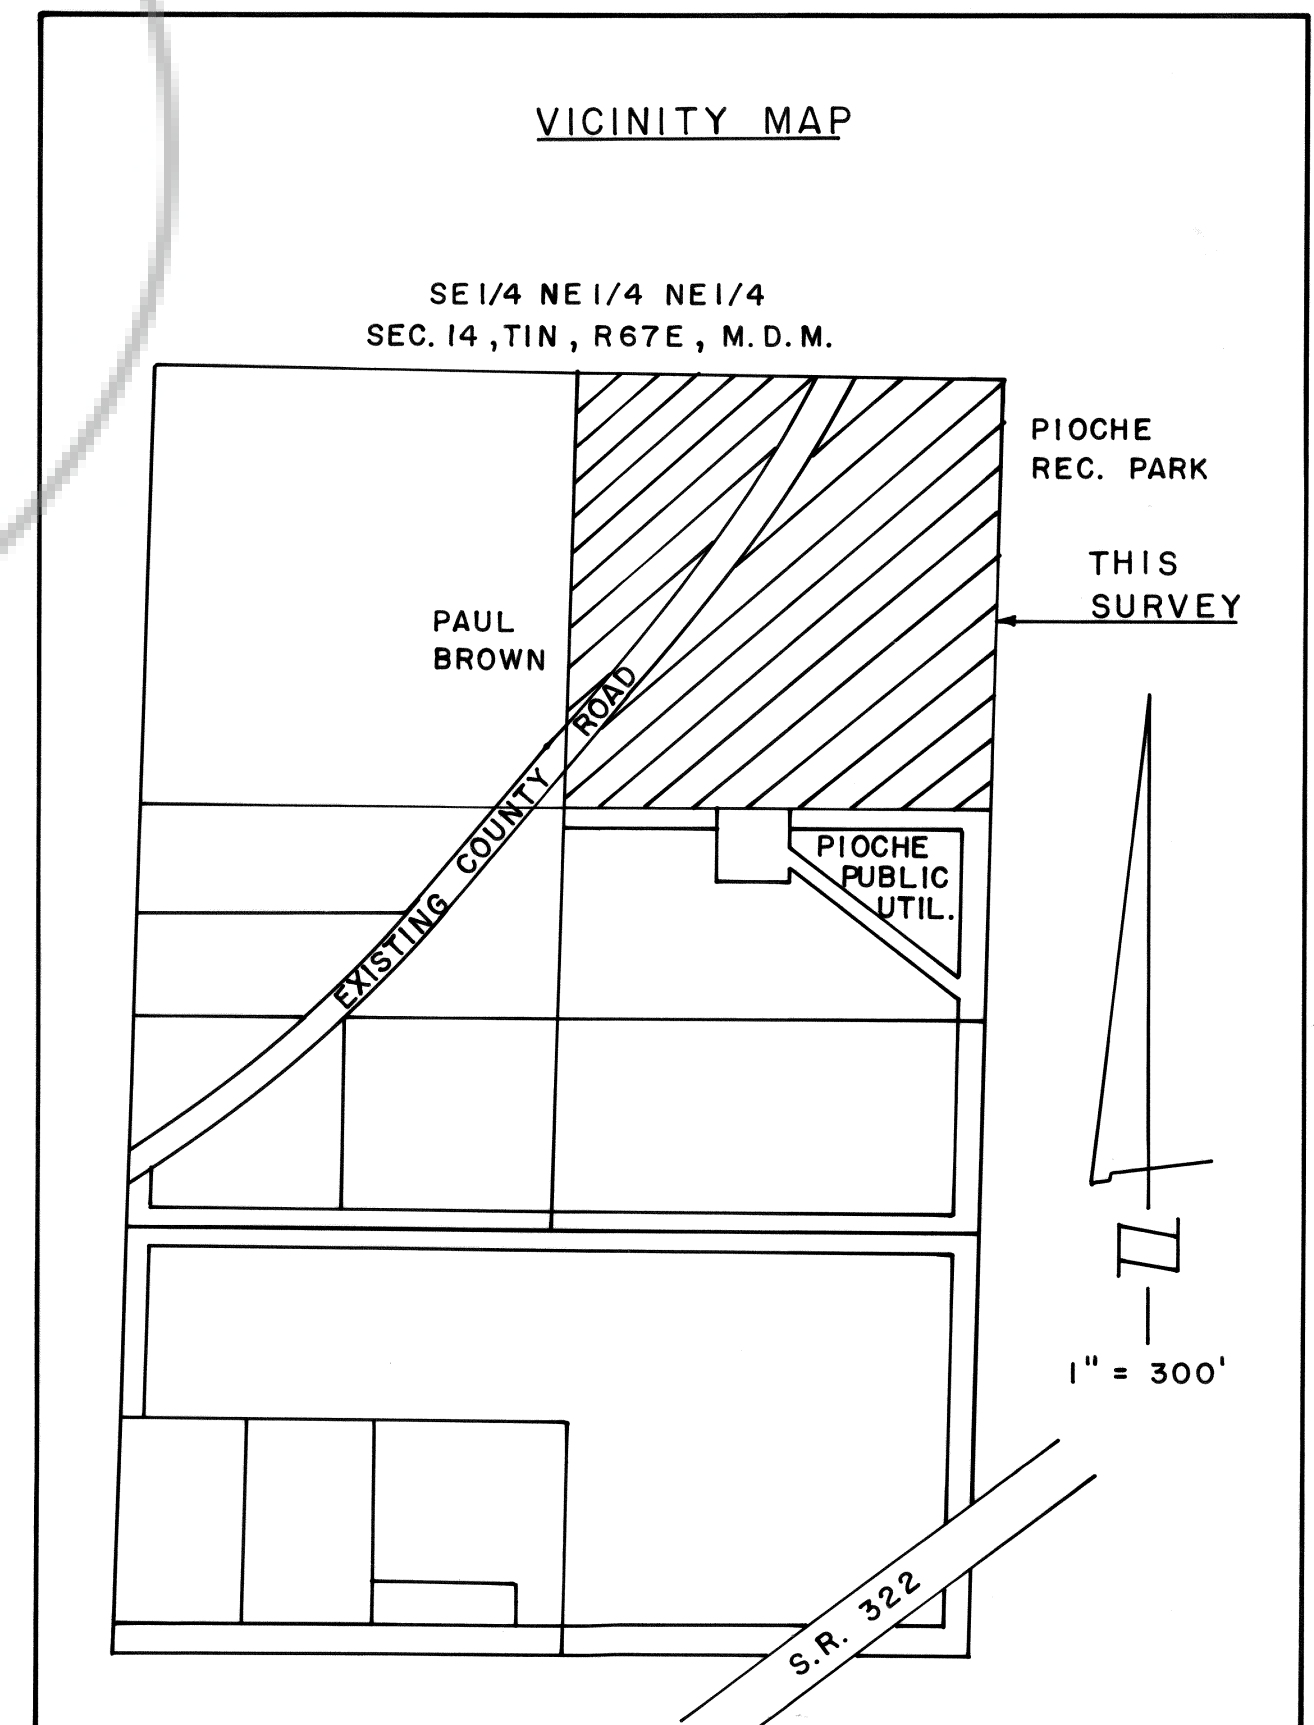 VICINITY MAP
SE1/4 NE1/4 NE1/4
SEC. 14, T1N, R67E, M.D.M.
PIOCHE
REC. PARK
THIS
SURVEY
PAUL
BROWN
EXISTING COUNTY ROAD
PIOCHE
PUBLIC
UTIL.
N
1" = 300'
S.R. 322